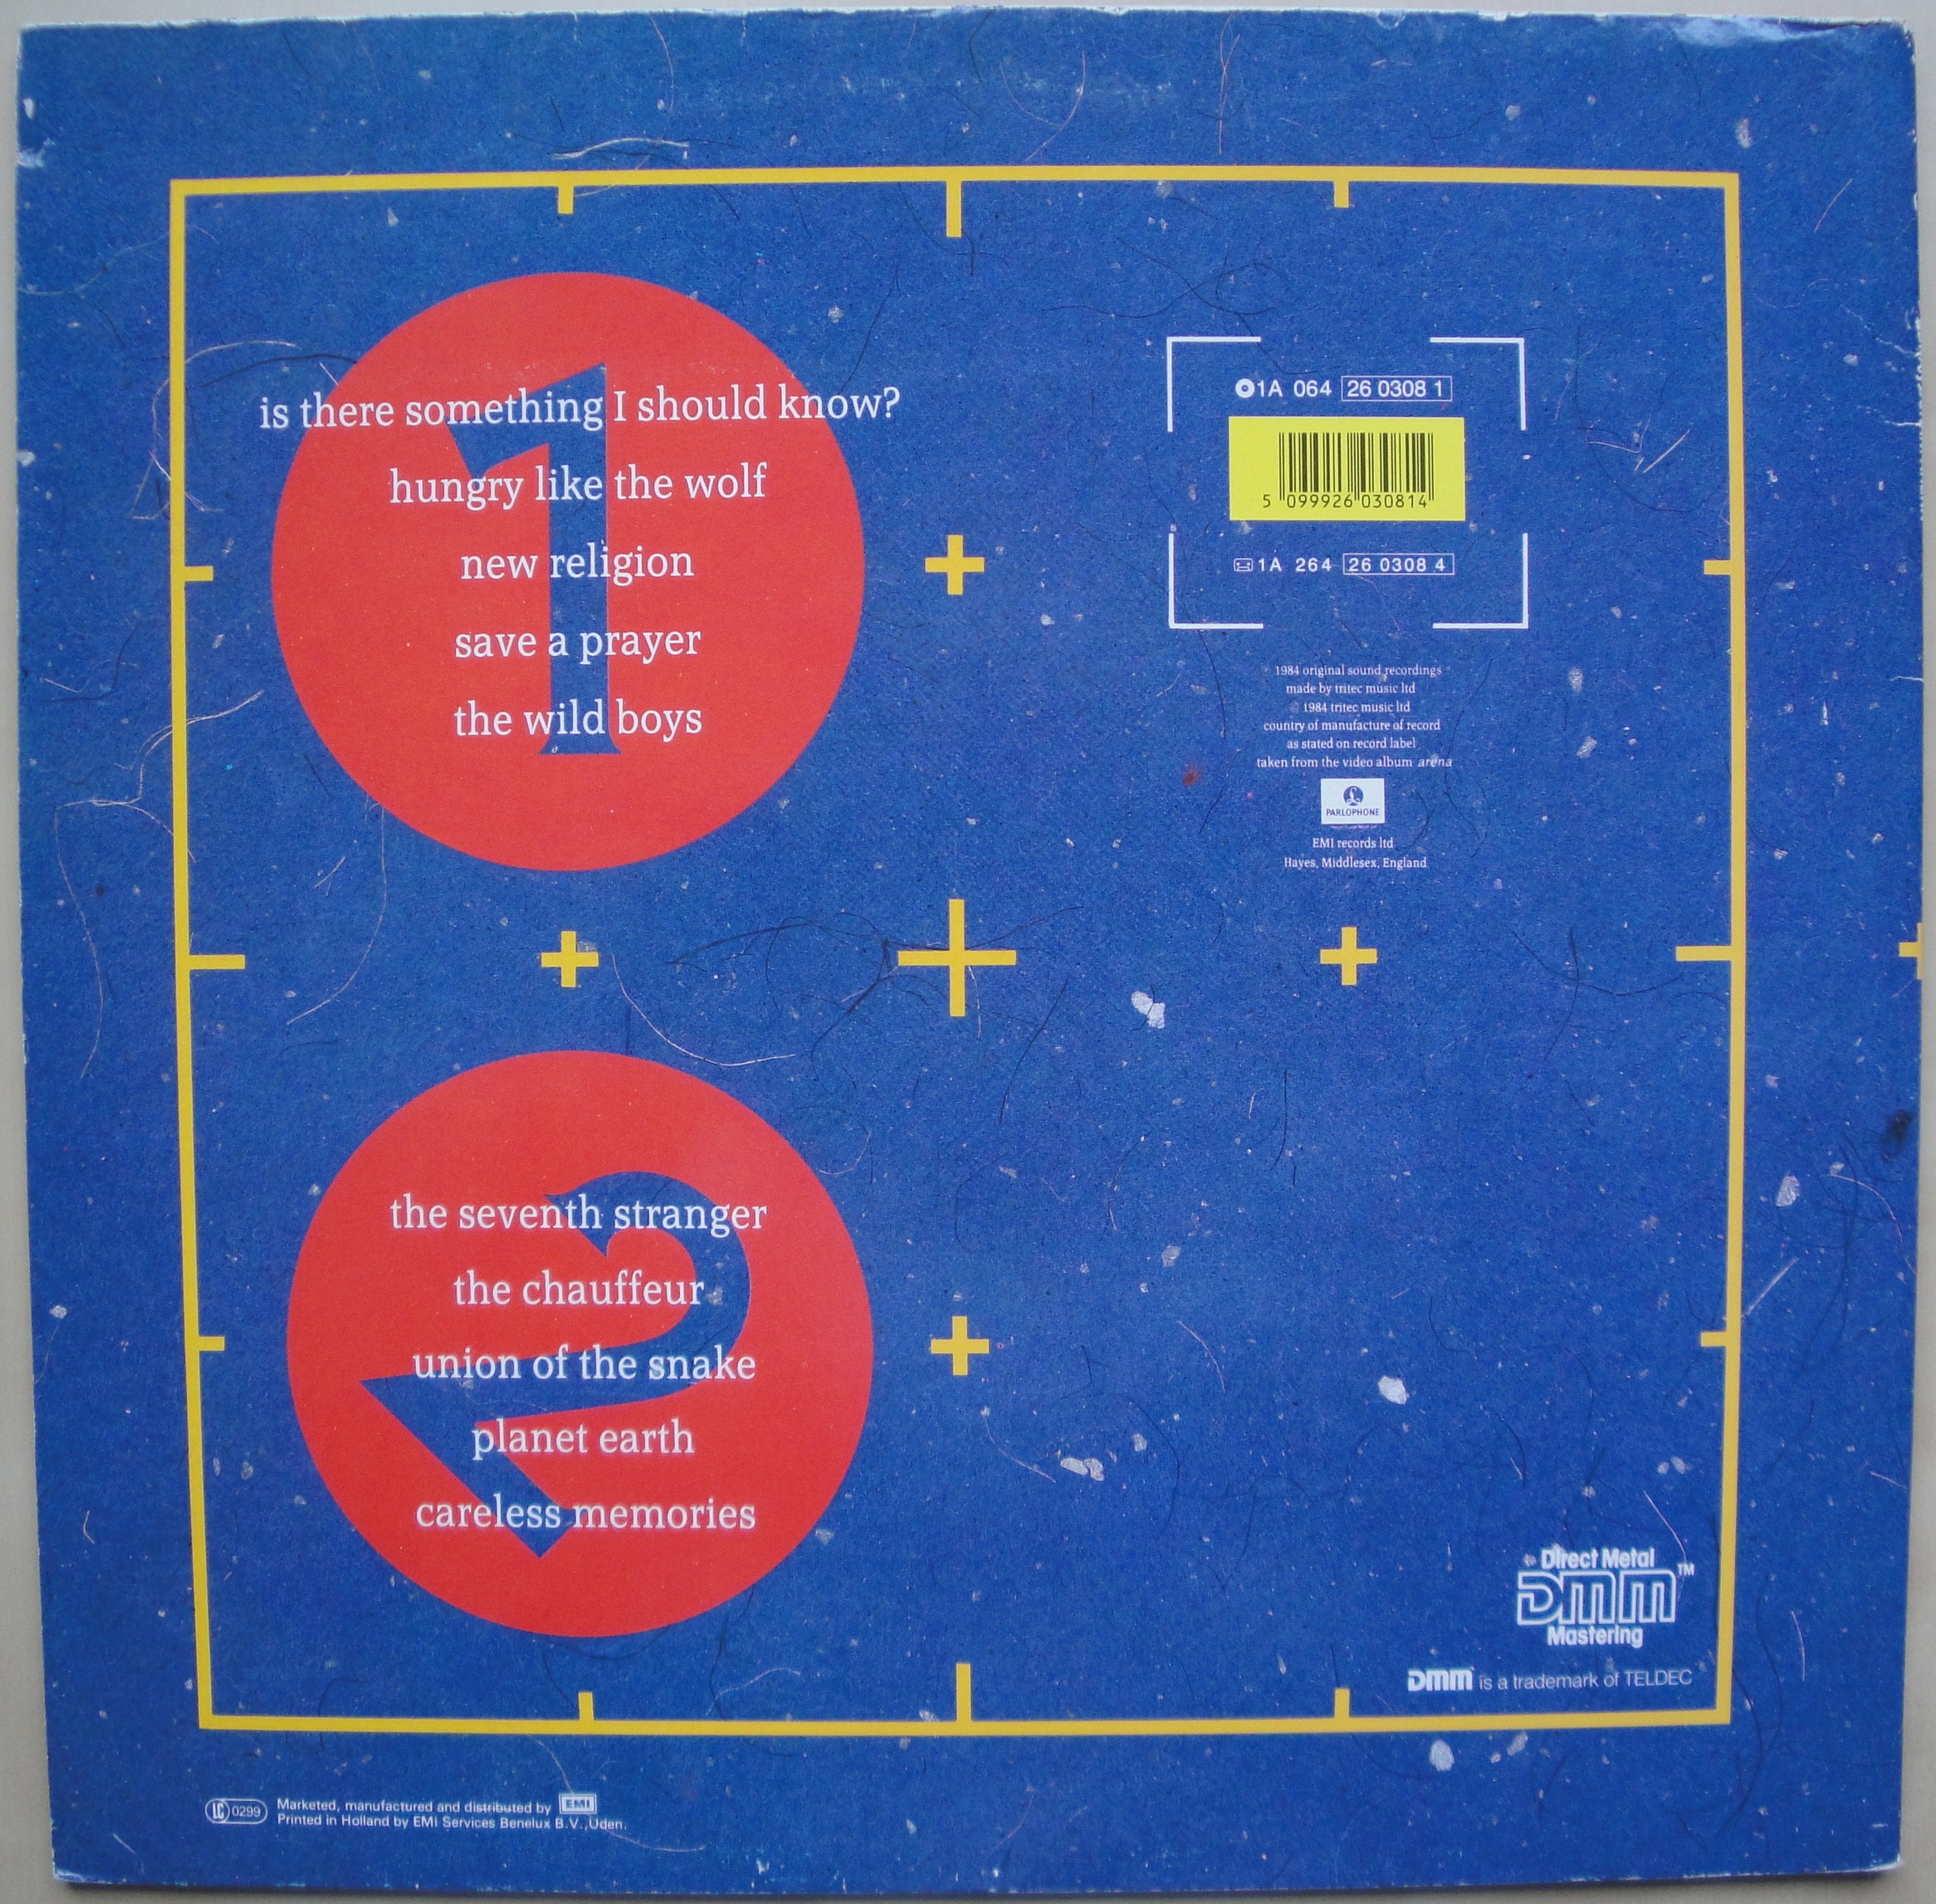 1
is there something I should know?
hungry like the wolf
new religion
save a prayer
the wild boys
1A 064 26 0308 1
5 099926 030814
1A 264 26 0308 4
℗ 1984 original sound recordings
made by tritec music ltd
© 1984 tritec music ltd
country of manufacture of record
as stated on record label
taken from the video album arena
PARLOPHONE
EMI records ltd
Hayes, Middlesex, England
2
the seventh stranger
the chauffeur
union of the snake
planet earth
careless memories
Direct Metal
DMM™
Mastering
DMM is a trademark of TELDEC
LC 0299
Marketed, manufactured and distributed by EMI
Printed in Holland by EMI Services Benelux B.V.,Uden.